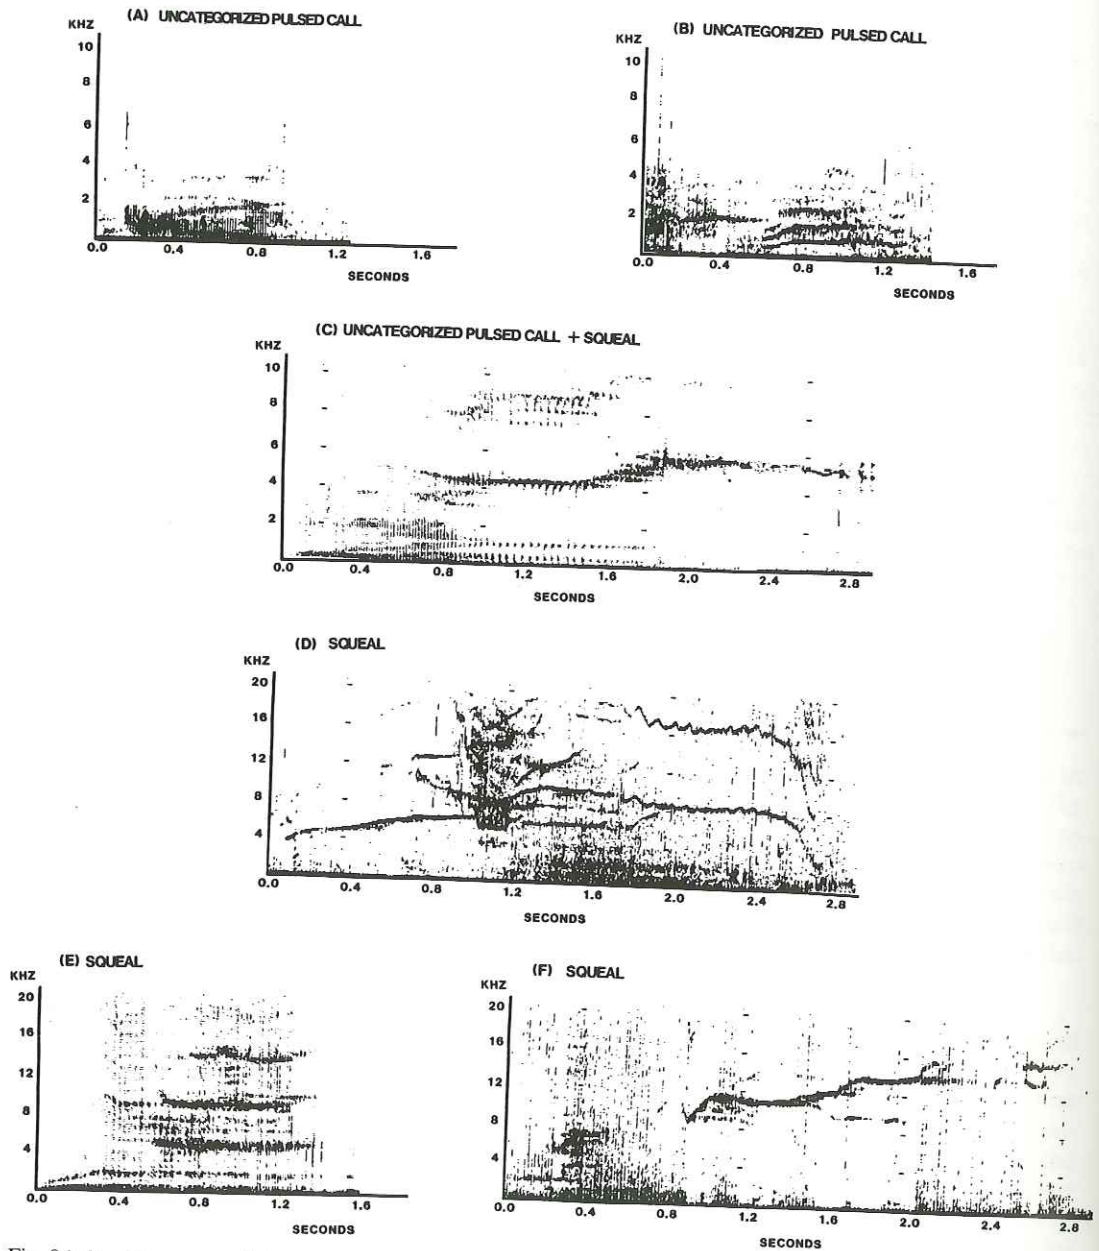 (A) UNCATEGORIZED PULSED CALL
KHZ
10
8
6
4
2
0.0 0.4 0.8 1.2 1.6
SECONDS
(B) UNCATEGORIZED PULSED CALL
KHZ
10
8
6
4
2
0.0 0.4 0.8 1.2 1.6
SECONDS
(C) UNCATEGORIZED PULSED CALL + SQUEAL
KHZ
10
8
6
4
2
0.0 0.4 0.8 1.2 1.6 2.0 2.4 2.8
SECONDS
(D) SQUEAL
KHZ
20
16
12
8
4
0.0 0.4 0.8 1.2 1.6 2.0 2.4 2.8
SECONDS
(E) SQUEAL
KHZ
20
16
12
8
4
0.0 0.4 0.8 1.2 1.6
SECONDS
(F) SQUEAL
KHZ
20
16
12
8
4
0.0 0.4 0.8 1.2 1.6 2.0 2.4 2.8
SECONDS